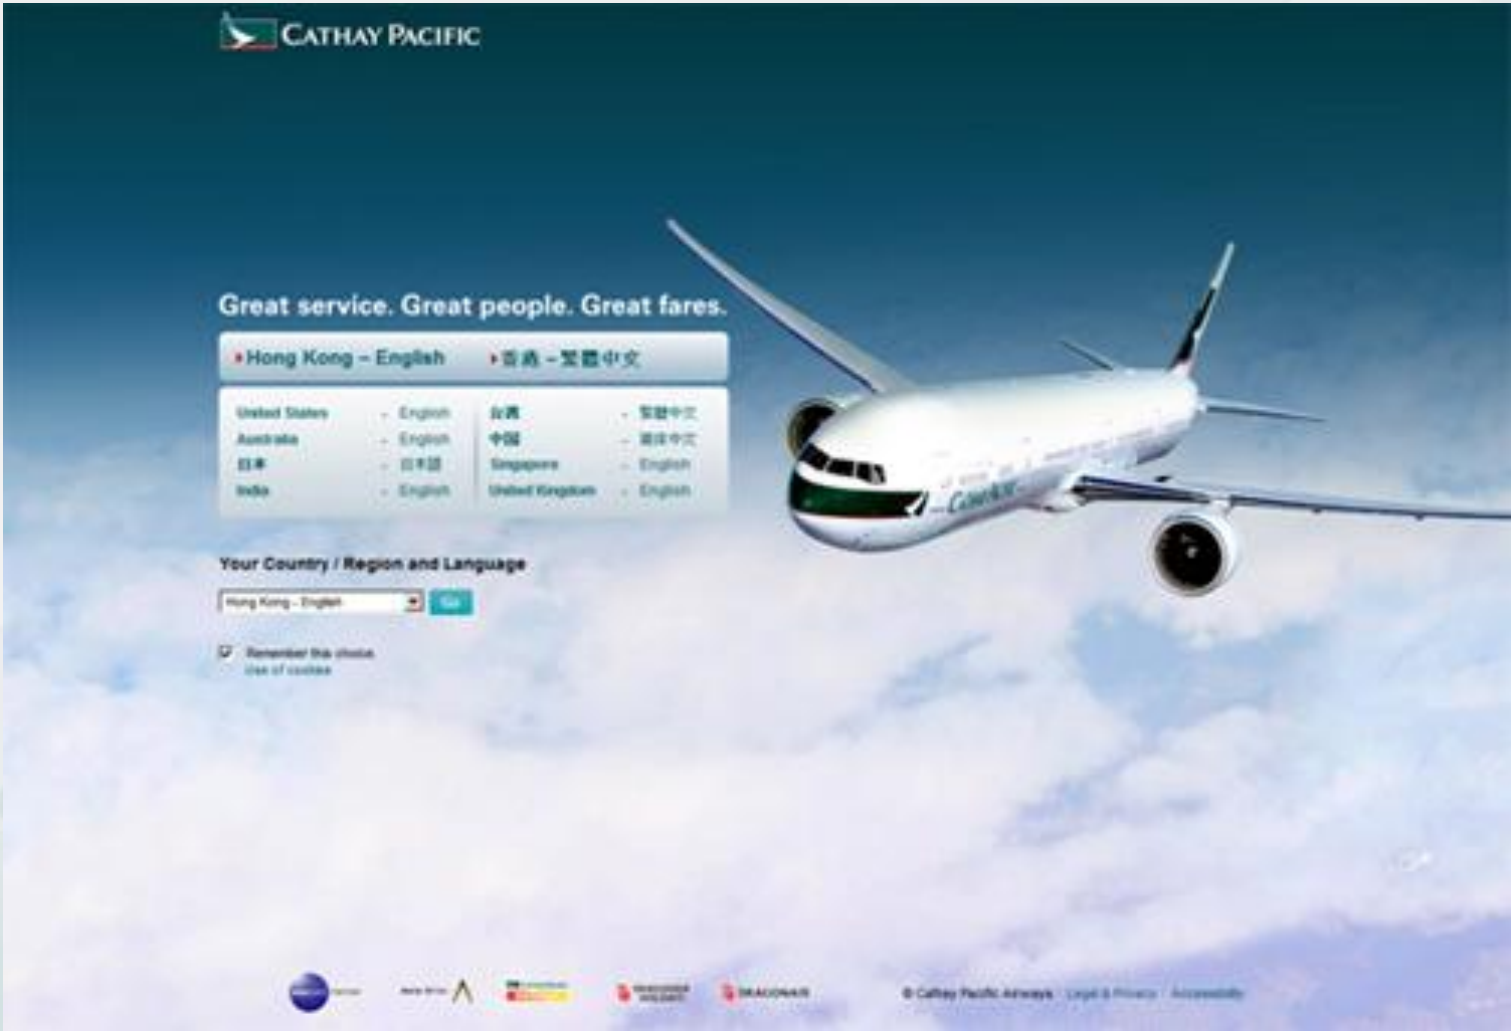 CATHAY PACIFIC
Great service. Great people. Great fares.
Hong Kong – English
香港 – 繁體中文
United States - English
台灣 - 繁體中文
Australia - English
中国 - 简体中文
日本 - 日本語
Singapore - English
India - English
United Kingdom - English
Your Country / Region and Language
Hong Kong - English
Go
Remember this choice
Use of cookies
DRAGONAIR
© Cathay Pacific Airways
Legal & Privacy
Accessibility